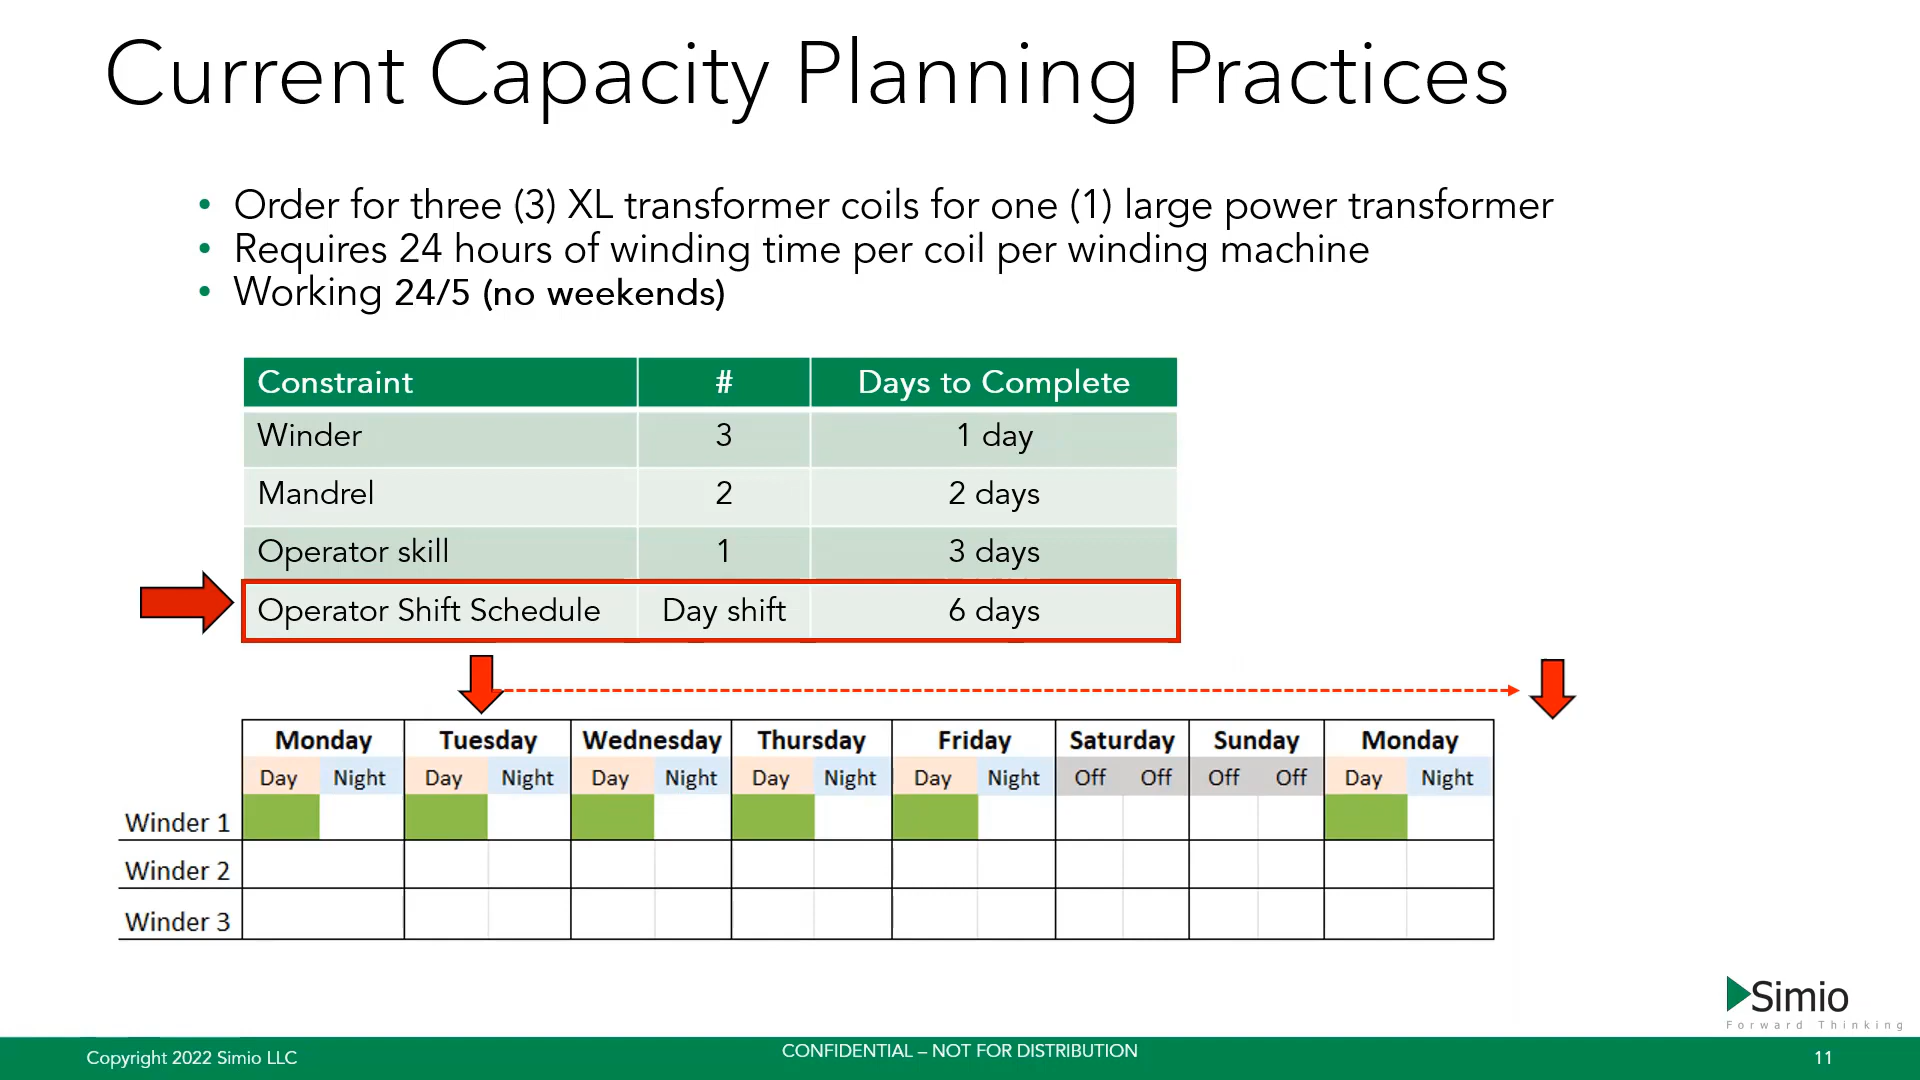 Current Capacity Planning Practices
• Order for three (3) XL transformer coils for one (1) large power transformer
• Requires 24 hours of winding time per coil per winding machine
• Working 24/5 (no weekends)
Constraint # Days to Complete
Winder 3 1 day
Mandrel 2 2 days
Operator skill 1 3 days
Operator Shift Schedule Day shift 6 days
Monday Tuesday Wednesday Thursday Friday Saturday Sunday Monday
Day Night Day Night Day Night Day Night Day Night Off Off Off Off Day Night
Winder 1
Winder 2
Winder 3
Simio
Forward Thinking
Copyright 2022 Simio LLC
CONFIDENTIAL – NOT FOR DISTRIBUTION
11